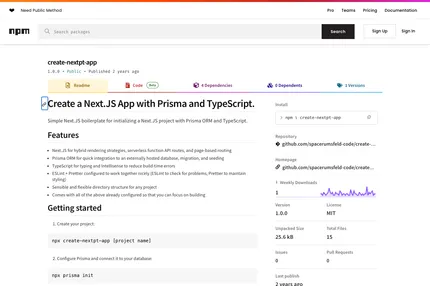 Need Public Method
Pro Teams Pricing Documentation
npm
Search packages
Search
Sign Up
Sign In
create-nextpt-app
1.0.0 • Public • Published 2 years ago
Readme
Code Beta
4 Dependencies
0 Dependents
3 Versions
Create a Next.JS App with Prisma and TypeScript.
Simple NextJS boilerplate for initializing a Next JS project with Prisma ORM and TypeScript.
Features
Next JS for hybrid rendering strategies, serverless function API routes, and page-based routing
Prisma ORM for quick integration to an externally hosted database, migration, and seeding
TypeScript for typing and Intellisense to reduce build time errors
ESLint + Prettier configured to work together nicely (ESLint to check for problems, Prettier to maintain
styling)
Sensible and flexible directory structure for any project
Comes with all of the above already configured so that you can focus on building
Getting started
1. Create your project:
npx create-nextpt-app [project name]
2. Configure Prisma and connect it to your database:
npx prisma init
Install
> npm i create-nextpt-app
Repository
github.com/spacerumsfeld-code/create-...
Homepage
github.com/spacerumsfeld-code/create-...
Weekly Downloads
1
Version
1.0.0
License
MIT
Unpacked Size
25.6 kB
Total Files
15
Issues
0
Pull Requests
0
Last publish
2 years ago